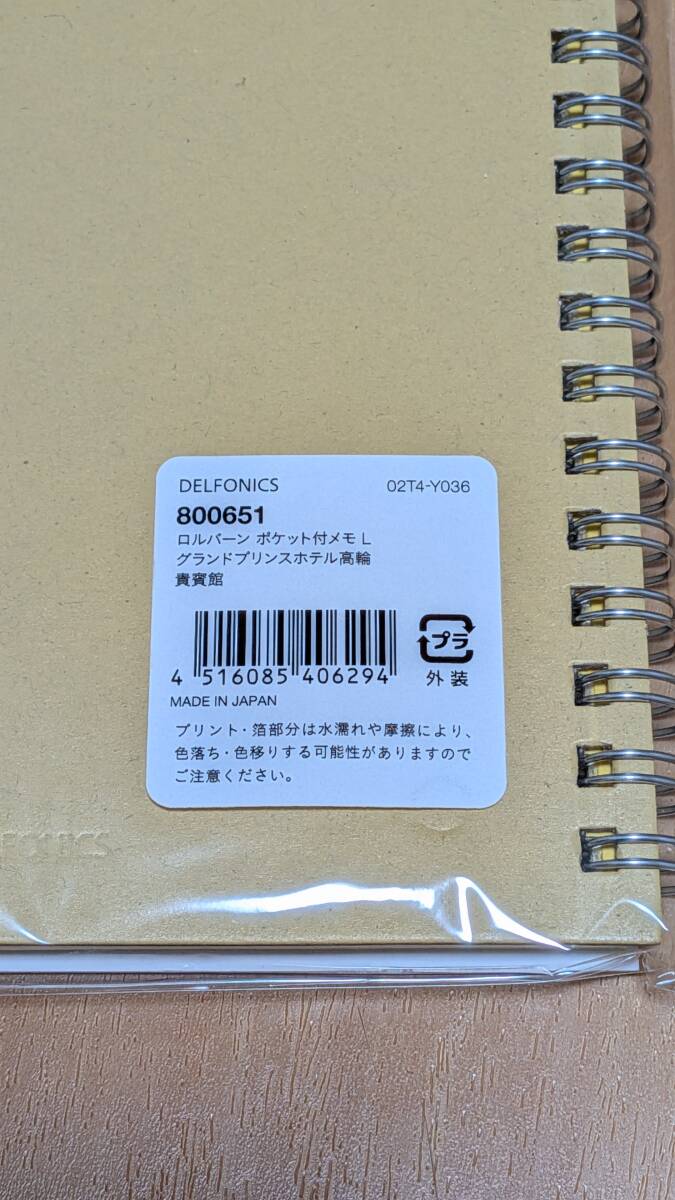 DELFONICS 02T4-Y036
800651
ロルバーン ポケット付メモ L
グランドプリンスホテル高輪
貴賓館
4 516085 406294
プラ
外装
MADE IN JAPAN
プリント・箔部分は水濡れや摩擦により、
色落ち・色移りする可能性がありますので
ご注意ください。
FONICS